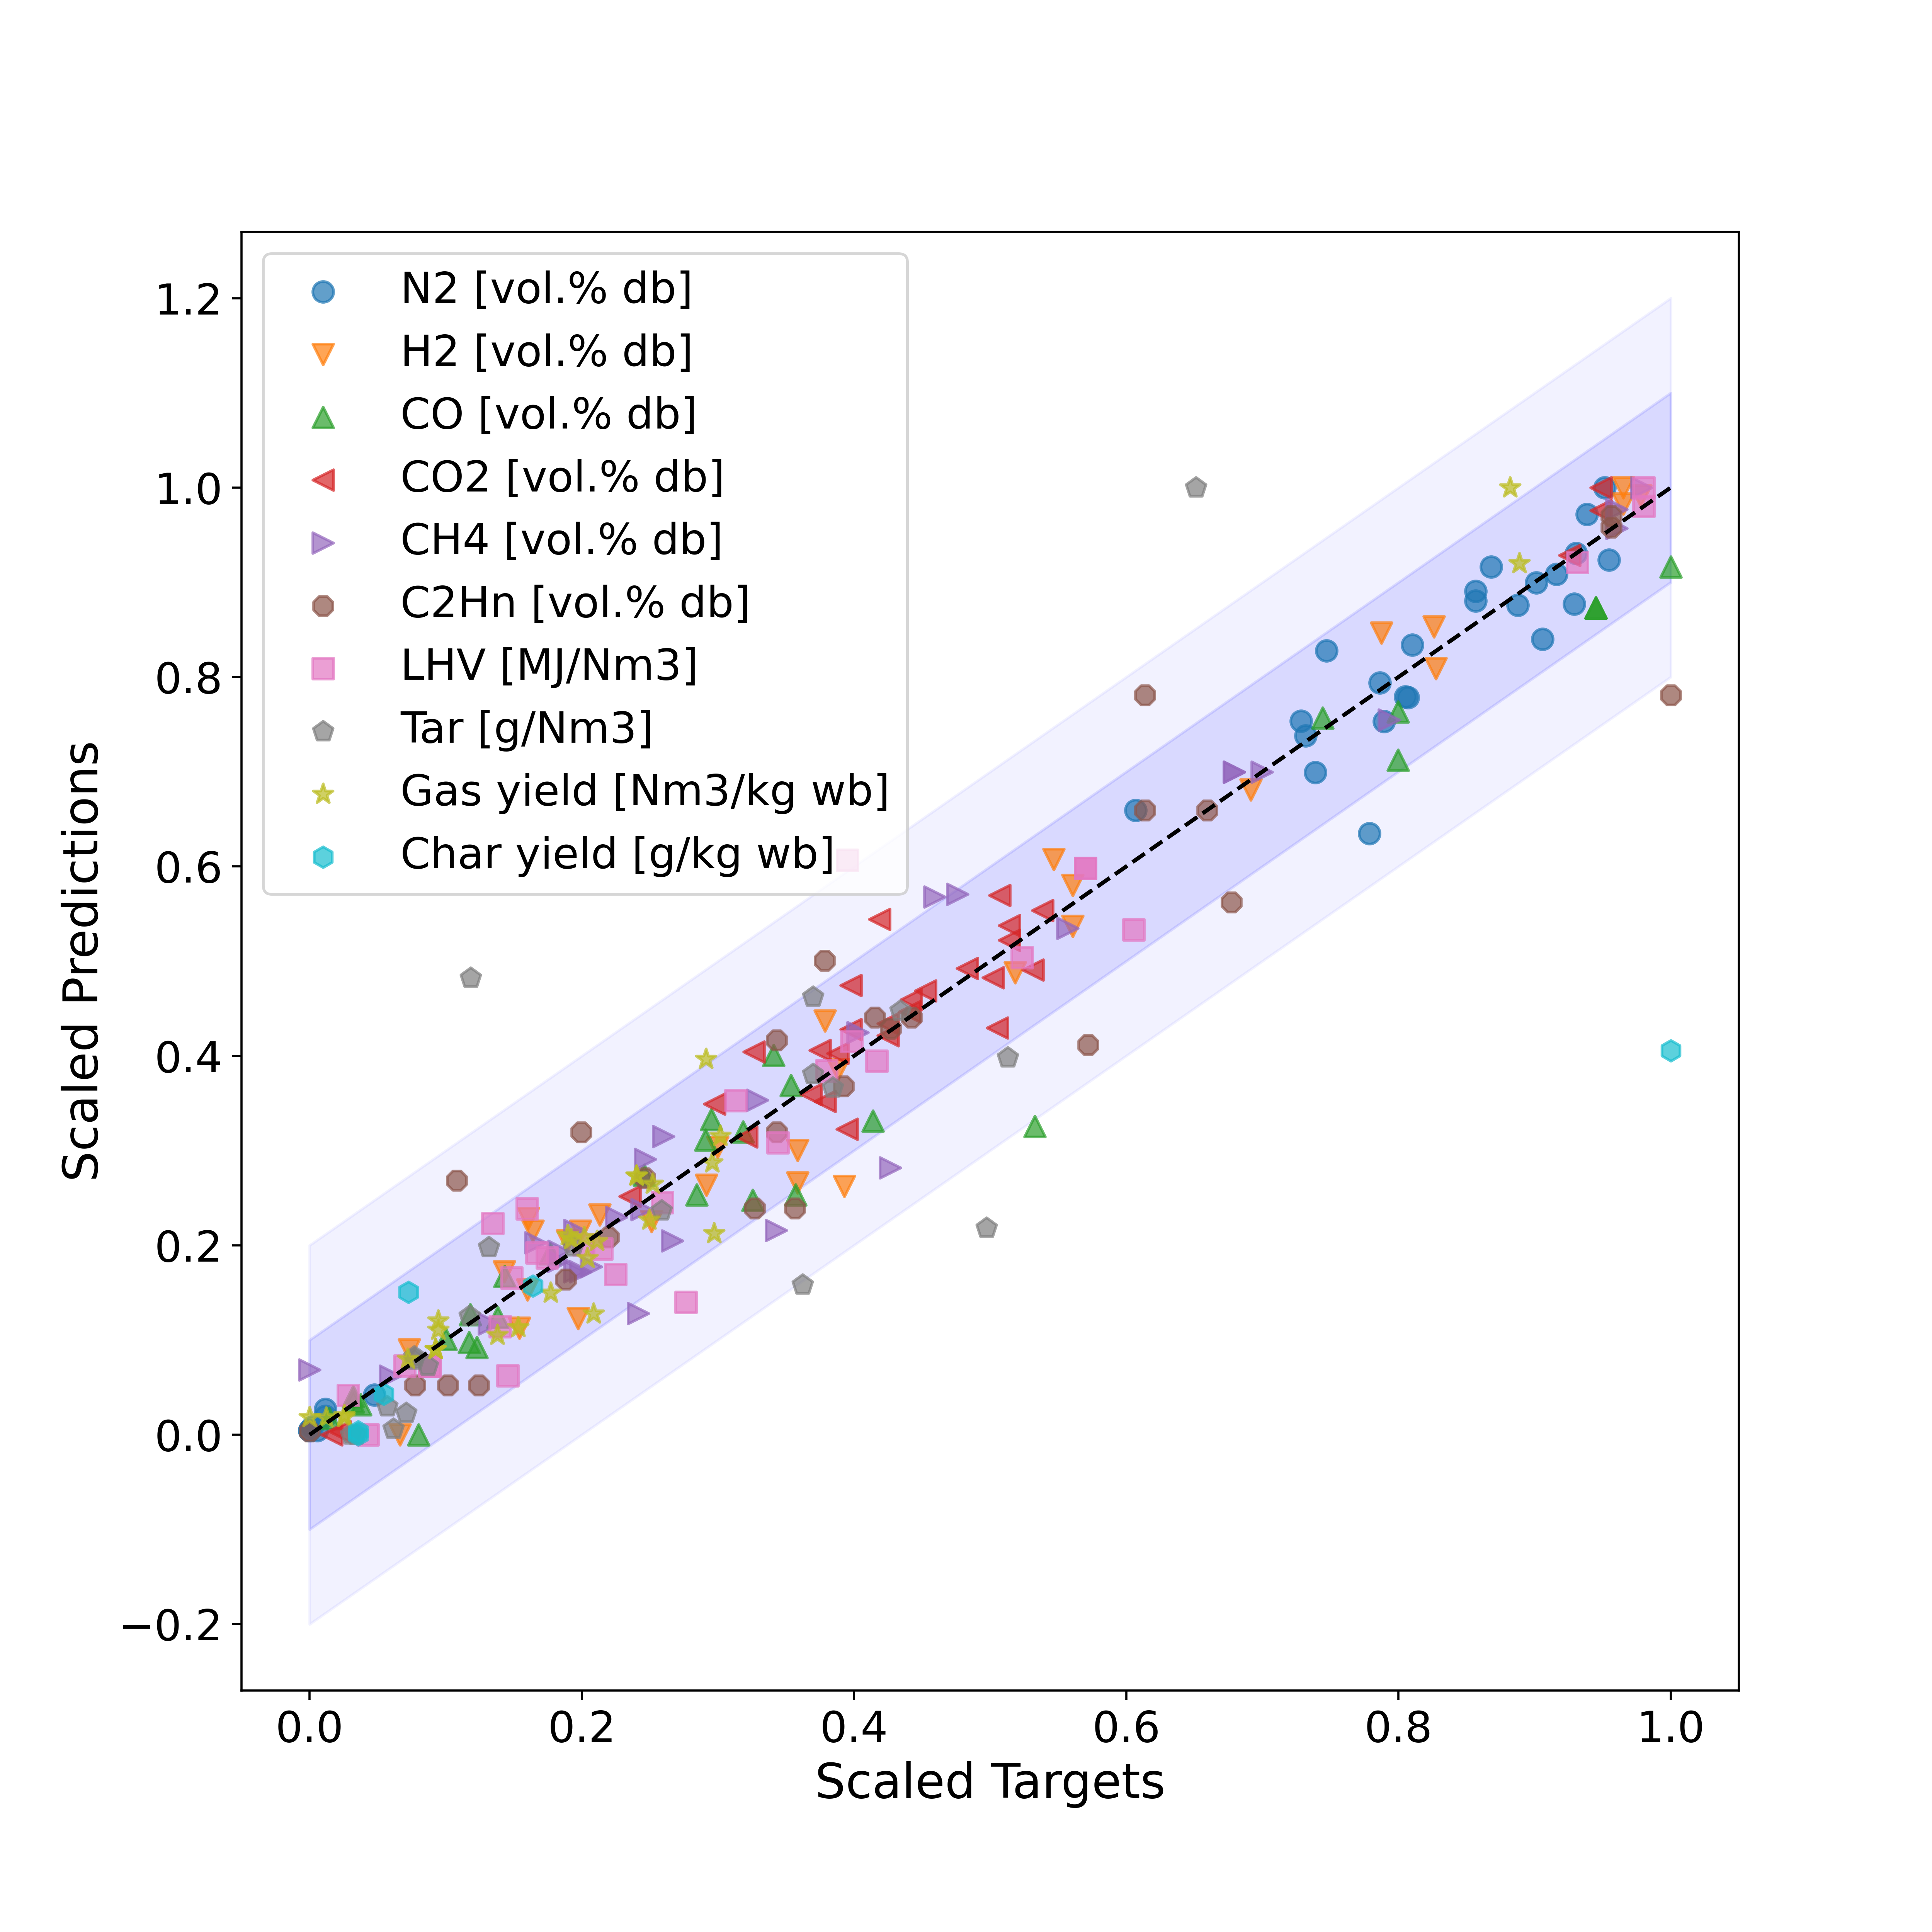 N2 [vol.% db]
H2 [vol.% db]
CO [vol.% db]
CO2 [vol.% db]
CH4 [vol.% db]
C2Hn [vol.% db]
LHV [MJ/Nm3]
Tar [g/Nm3]
Gas yield [Nm3/kg wb]
Char yield [g/kg wb]
Scaled Predictions
1.2
1.0
0.8
0.6
0.4
0.2
0.0
−0.2
0.0 0.2 0.4 0.6 0.8 1.0
Scaled Targets